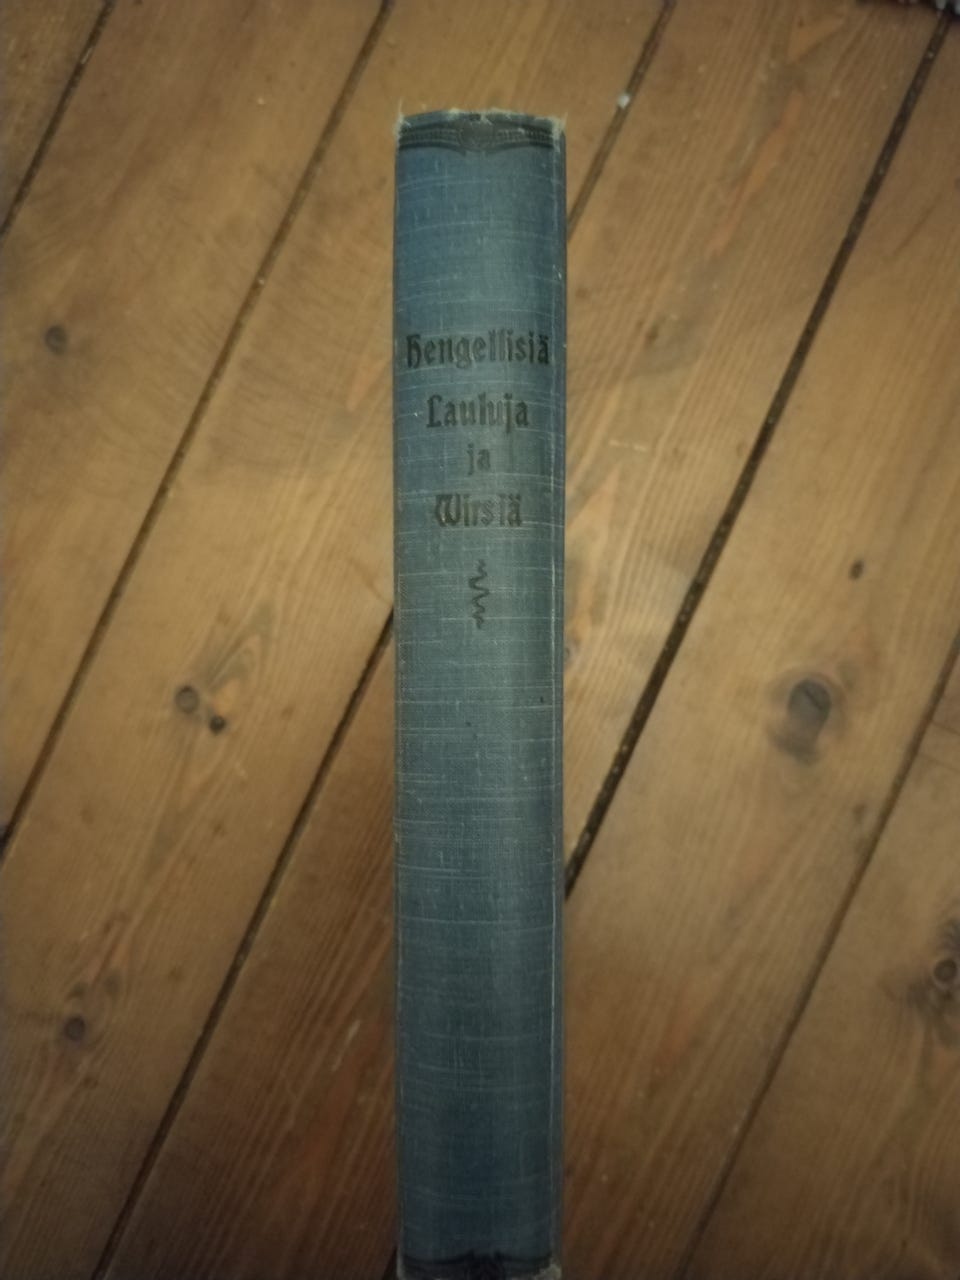 Hengellisiä
Lauluja
ja
Wirsiä